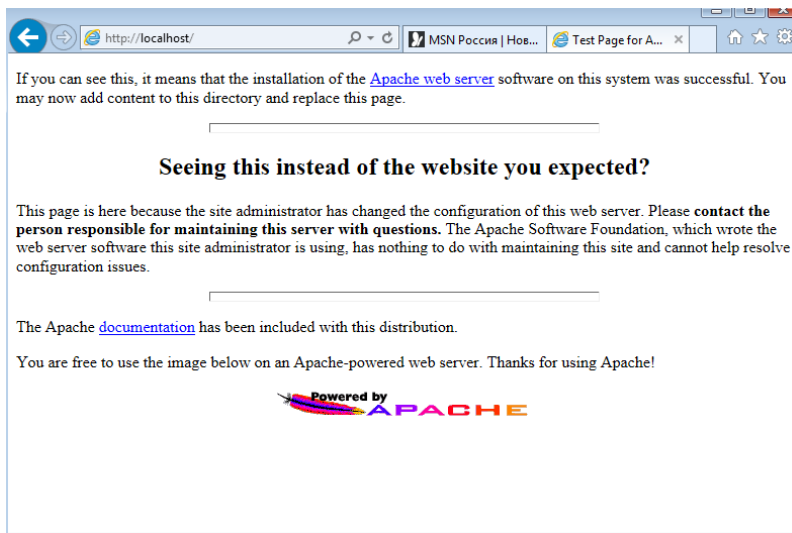 http://localhost/
MSN Россия | Нов...
Test Page for A...
If you can see this, it means that the installation of the Apache web server software on this system was successful. You
may now add content to this directory and replace this page.
Seeing this instead of the website you expected?
This page is here because the site administrator has changed the configuration of this web server. Please contact the
person responsible for maintaining this server with questions. The Apache Software Foundation, which wrote the
web server software this site administrator is using, has nothing to do with maintaining this site and cannot help resolve
configuration issues.
The Apache documentation has been included with this distribution.
You are free to use the image below on an Apache-powered web server. Thanks for using Apache!
Powered by
APACHE